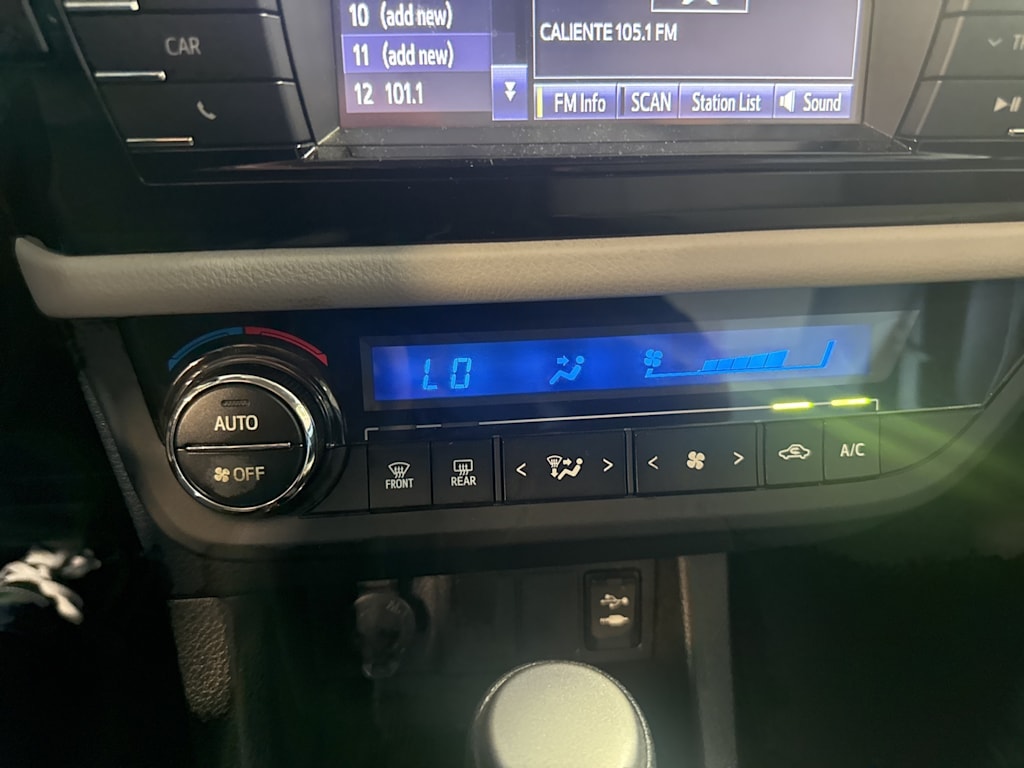 10 (add new)
11 (add new)
12 101.1
CALIENTE 105.1 FM
FM Info
SCAN
Station List
Sound
CAR
LO
AUTO
OFF
FRONT
REAR
A/C